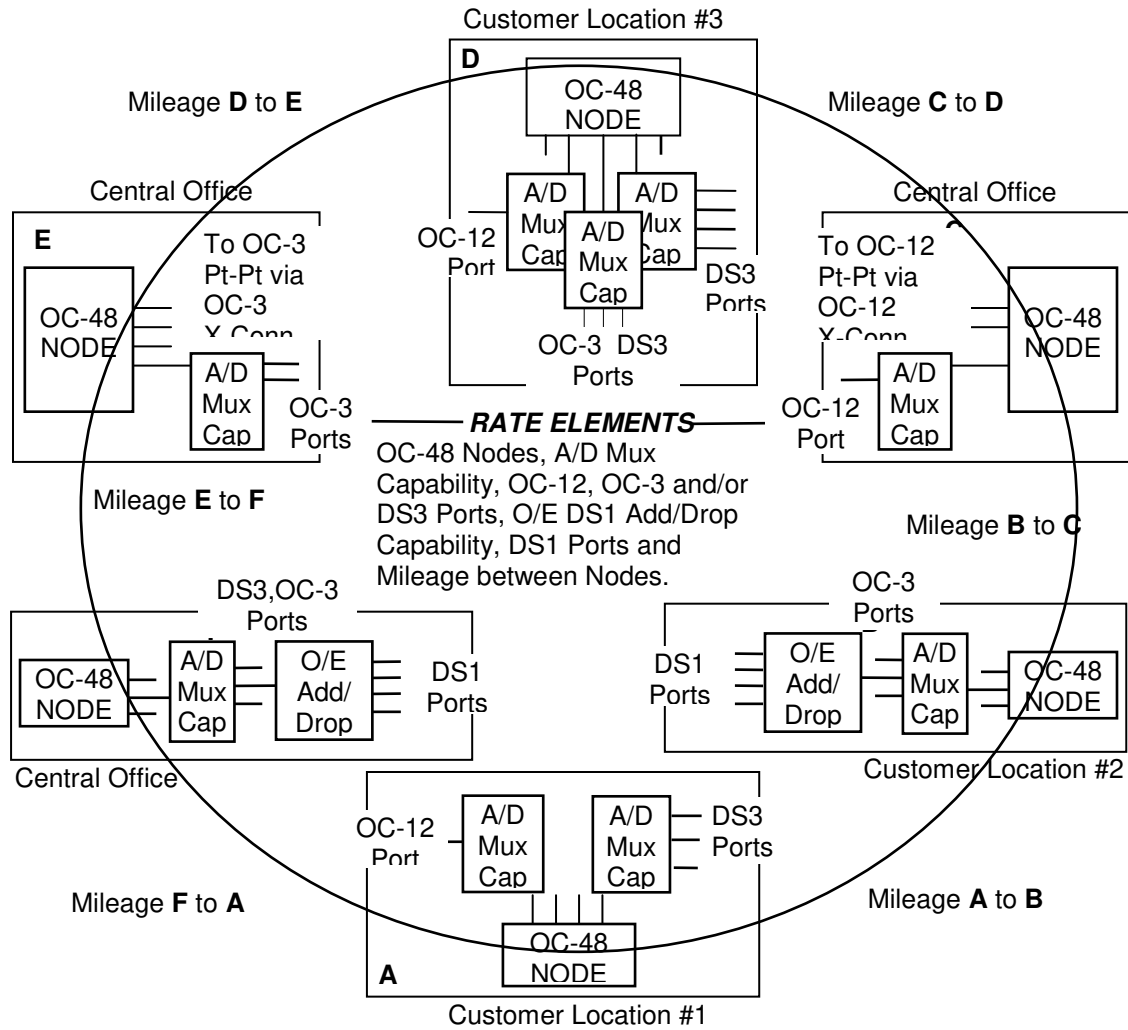 Customer Location #3
D
OC-48
NODE
Mileage D to E
Mileage C to D
A/D
Mux
Cap
A/D
Mux
Cap
A/D
Mux
Cap
OC-12
Port
DS3
Ports
OC-3 DS3
Ports
Central Office
E
To OC-3
Pt-Pt via
OC-3
X-Conn
OC-48
NODE
A/D
Mux
Cap
OC-3
Ports
Central Office
To OC-12
Pt-Pt via
OC-12
X-Conn
OC-48
NODE
OC-12
Port
A/D
Mux
Cap
RATE ELEMENTS
OC-48 Nodes, A/D Mux
Capability, OC-12, OC-3 and/or
DS3 Ports, O/E DS1 Add/Drop
Capability, DS1 Ports and
Mileage between Nodes.
Mileage E to F
Mileage B to C
DS3,OC-3
Ports
OC-48
NODE
A/D
Mux
Cap
O/E
Add/
Drop
DS1
Ports
Central Office
OC-3
Ports
DS1
Ports
O/E
Add/
Drop
A/D
Mux
Cap
OC-48
NODE
Customer Location #2
OC-12
Port
A/D
Mux
Cap
A/D
Mux
Cap
DS3
Ports
Mileage F to A
Mileage A to B
OC-48
NODE
A
Customer Location #1